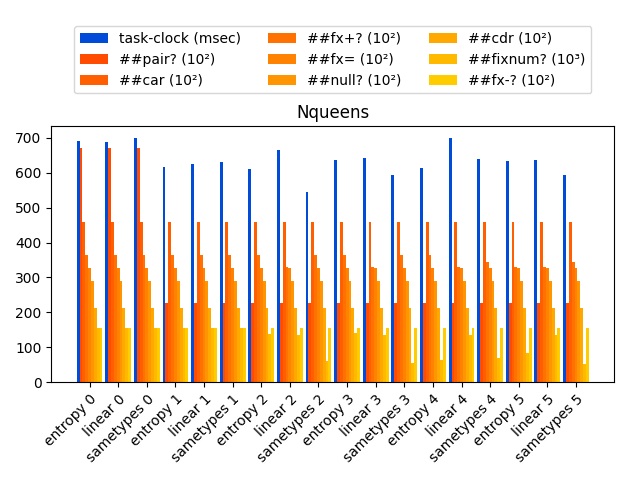 task-clock (msec) ##fx+? (10²) ##cdr (10²)
##pair? (10²) ##fx= (10²) ##fixnum? (10³)
##car (10²) ##null? (10²) ##fx-? (10²)
Nqueens
700
600
500
400
300
200
100
0
entropy 0
linear 0
sametypes 0
entropy 1
linear 1
sametypes 1
entropy 2
linear 2
sametypes 2
entropy 3
linear 3
sametypes 3
entropy 4
linear 4
sametypes 4
entropy 5
linear 5
sametypes 5